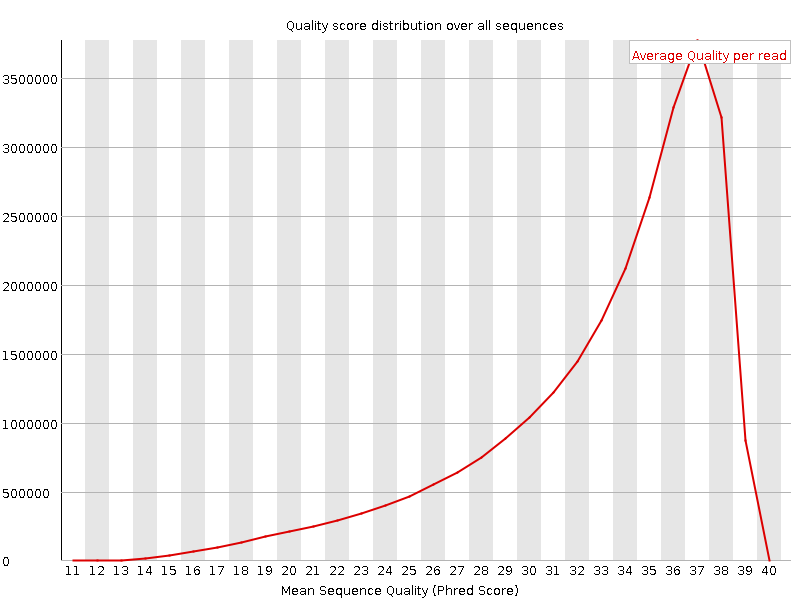 Quality score distribution over all sequences
Average Quality per read
3500000
3000000
2500000
2000000
1500000
1000000
500000
0
11 12 13 14 15 16 17 18 19 20 21 22 23 24 25 26 27 28 29 30 31 32 33 34 35 36 37 38 39 40
Mean Sequence Quality (Phred Score)